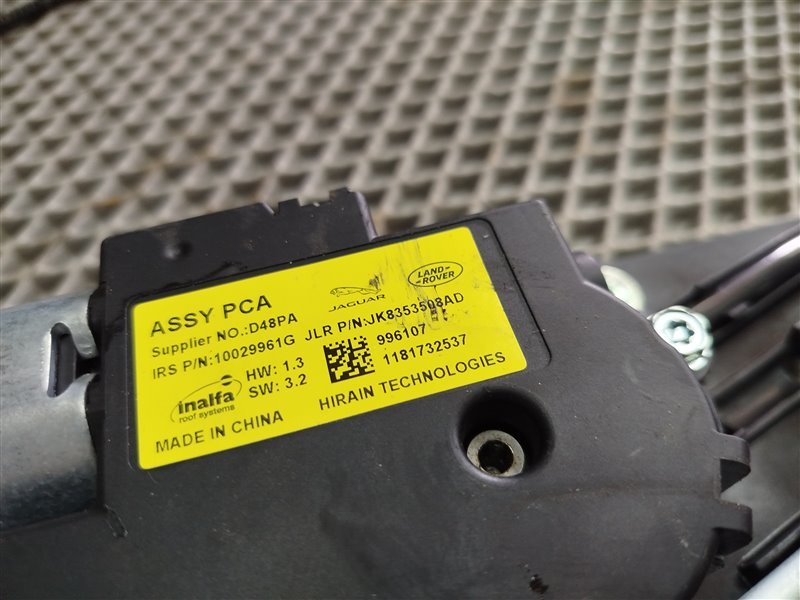 ASSY PCA
JAGUAR
LAND-
ROVER
Supplier NO.:D48PA
JLR P/N:JK8353508AD
IRS P/N:10029961G
996107
HW: 1.3
1181732537
SW: 3.2
inalfa
roof systems
HIRAIN TECHNOLOGIES
MADE IN CHINA